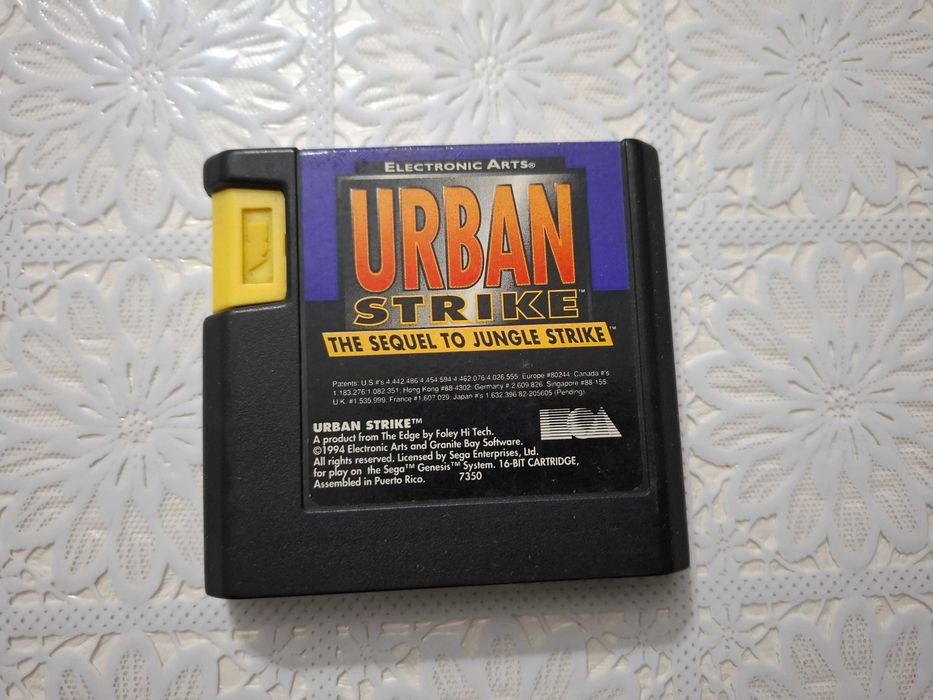 ELECTRONIC ARTS®
URBAN
STRIKE™
THE SEQUEL TO JUNGLE STRIKE™
Patents: U.S.#'s 4,442,486;4,454,594;4,462,076;4,026,555; Europe #80244; Canada #'s
1,183,276;1,082,351; Hong Kong #88-4302; Germany # 2,609,826; Singapore #88-155
U.K. #1,535,999; France #1,607,029; Japan #'s 1,632,396 82-205605 (Pending)
EOA
URBAN STRIKE™
A product from The Edge by Foley Hi Tech.
©1994 Electronic Arts and Granite Bay Software.
All rights reserved. Licensed by Sega Enterprises, Ltd.
for play on the Sega™ Genesis™ System. 16-BIT CARTRIDGE,
Assembled in Puerto Rico. 7350